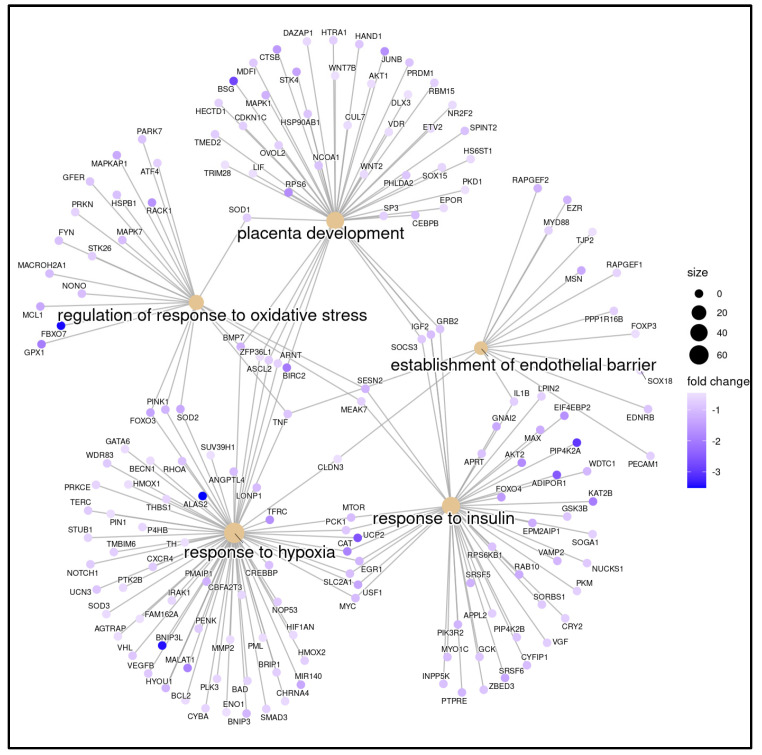 DAZAP1
HTRA1
HAND1
CTSB
JUNB
MDFI
WNT7B
PRDM1
BSG
STK4
AKT1
RBM15
HECTD1
MAPK1
DLX3
NR2F2
CDKN1C
HSP90AB1
CUL7
VDR
ETV2
SPINT2
TMED2
OVOL2
NCOA1
WNT2
HS6ST1
TRIM28
LIF
RPS6
PHLDA2
SOX15
PKD1
SOD1
SP3
CEBPB
EPOR
placenta development
PARK7
MAPKAP1
ATF4
GFER
HSPB1
RACK1
PRKN
MAPK7
FYN
STK26
MACROH2A1
NONO
MCL1
FBXO7
GPX1
regulation of response to oxidative stress
RAPGEF2
EZR
MYD88
TJP2
MSN
RAPGEF1
PPP1R16B
FOXP3
establishment of endothelial barrier
SOX18
EDNRB
PECAM1
IGF2
GRB2
SOCS3
BMP7
ZFP36L1
ARNT
ASCL2
BIRC2
SESN2
MEAK7
TNF
CLDN3
PINK1
FOXO3
SOD2
GATA6
SUV39H1
WDR83
BECN1
RHOA
ANGPTL4
PRKCE
HMOX1
LONP1
TERC
THBS1
ALAS2
TFRC
STUB1
PIN1
P4HB
TMBIM6
TH
response to hypoxia
NOTCH1
CXCR4
PMAIP1
CREBBP
UCN3
PTK2B
IRAK1
CBFA2T3
SOD3
FAM162A
NOP53
AGTRAP
PENK
HIF1AN
VHL
BNIP3L
MMP2
PML
HMOX2
VEGFB
MALAT1
BRIP1
MIR140
HYOU1
PLK3
BAD
CHRNA4
BCL2
ENO1
CYBA
BNIP3
SMAD3
MTOR
PCK1
UCP2
CAT
EGR1
SLC2A1
USF1
MYC
IL1B
LPIN2
EIF4EBP2
GNAI2
MAX
PIP4K2A
APRT
AKT2
WDTC1
ADIPOR1
FOXO4
KAT2B
GSK3B
response to insulin
EPM2AIP1
SOGA1
RPS6KB1
VAMP2
NUCKS1
SRSF5
RAB10
PKM
SORBS1
APPL2
CRY2
PIK3R2
PIP4K2B
VGF
MYO1C
GCK
CYFIP1
INPP5K
SRSF6
ZBED3
PTPRE
size
0
20
40
60
fold change
-1
-2
-3